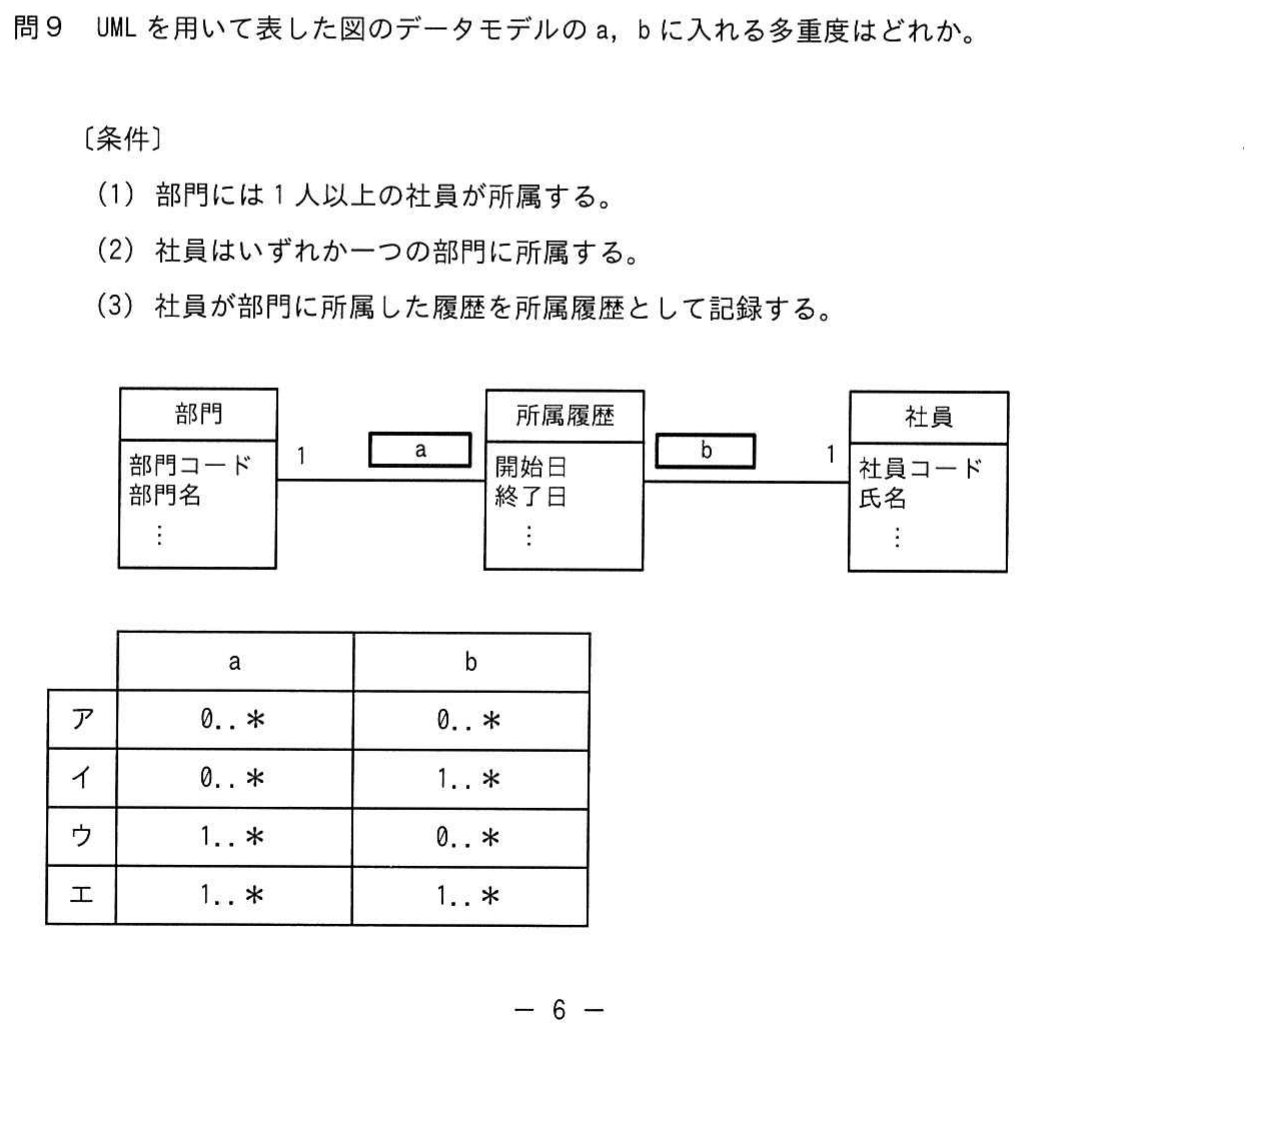 問9 UML を用いて表した図のデータモデルの a, b に入れる多重度はどれか。
〔条件〕
(1) 部門には 1 人以上の社員が所属する。
(2) 社員はいずれか一つの部門に所属する。
(3) 社員が部門に所属した履歴を所属履歴として記録する。
部門
部門コード
部門名
⋮
1
a
所属履歴
開始日
終了日
⋮
b
1
社員
社員コード
氏名
⋮
a b
ア 0..* 0..*
イ 0..* 1..*
ウ 1..* 0..*
エ 1..* 1..*
— 6 —